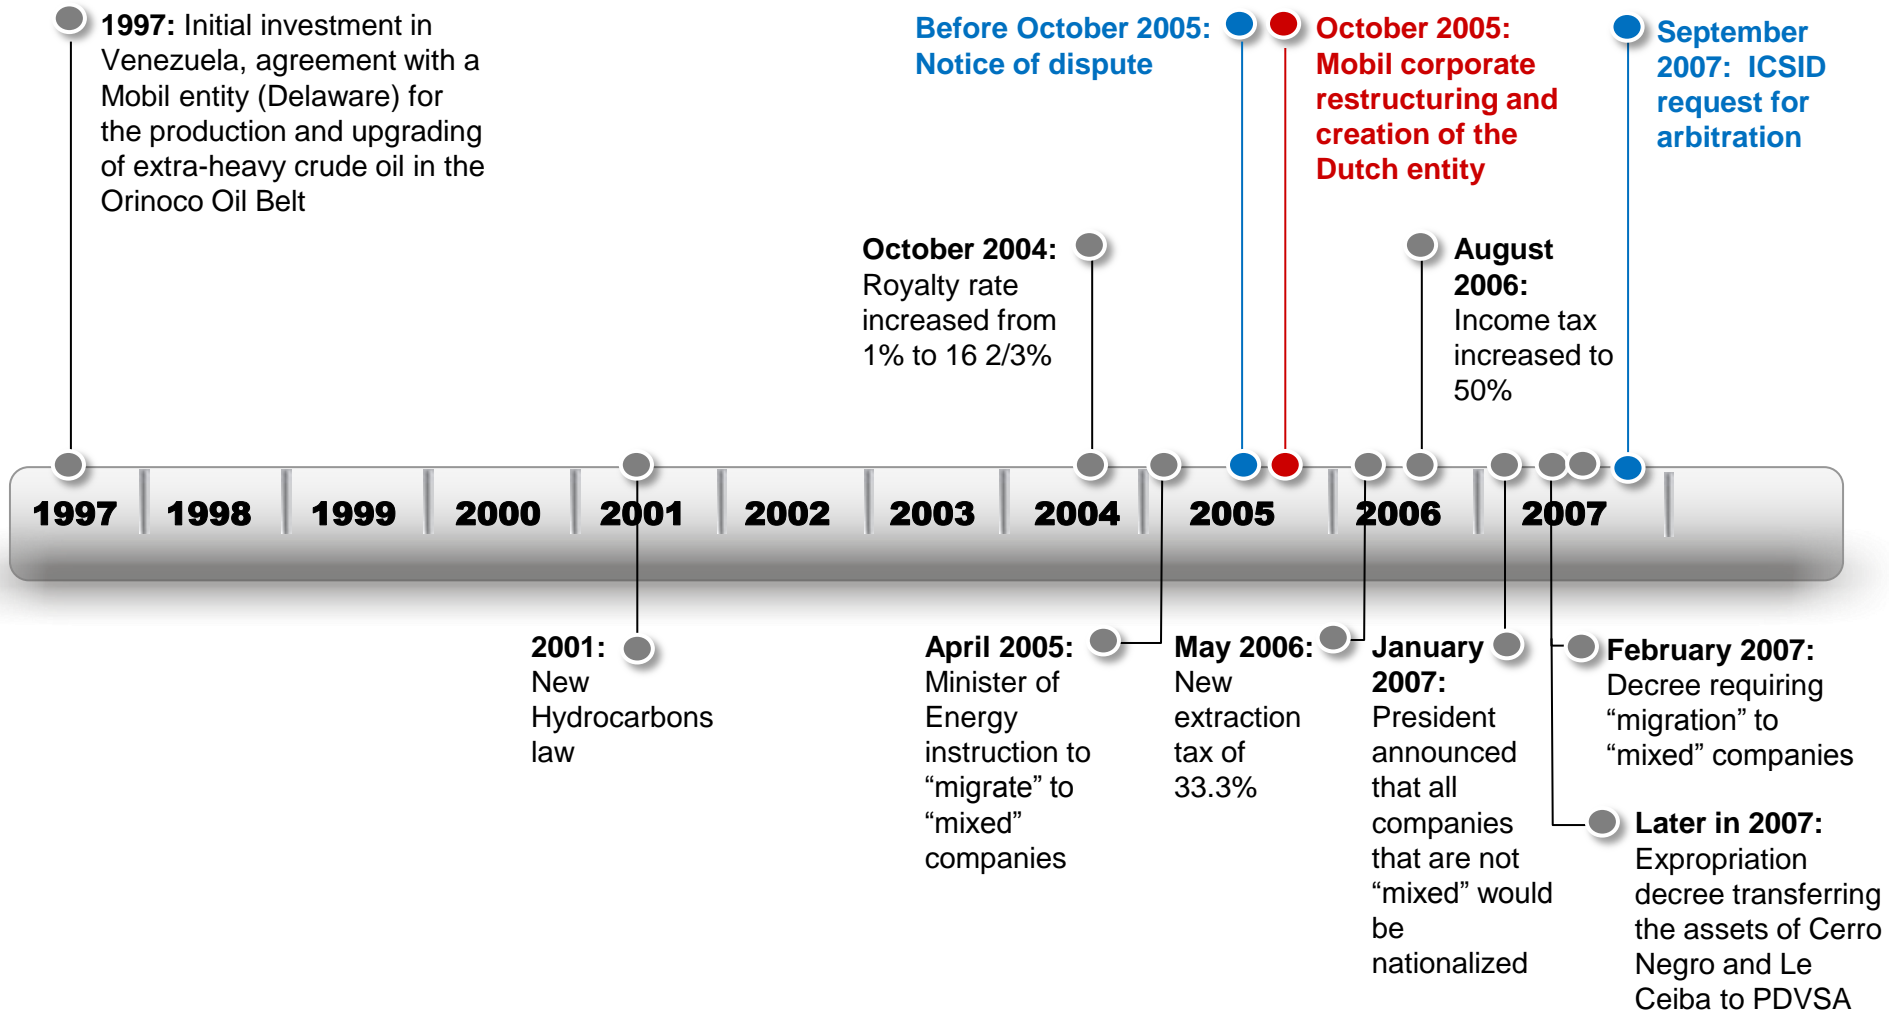 1997: Initial investment in
Venezuela, agreement with a
Mobil entity (Delaware) for
the production and upgrading
of extra-heavy crude oil in the
Orinoco Oil Belt
Before October 2005:
Notice of dispute
October 2005:
Mobil corporate
restructuring and
creation of the
Dutch entity
September
2007: ICSID
request for
arbitration
October 2004:
Royalty rate
increased from
1% to 16 2/3%
August
2006:
Income tax
increased to
50%
1997 1998 1999 2000 2001 2002 2003 2004 2005 2006 2007
2001:
New
Hydrocarbons
law
April 2005:
Minister of
Energy
instruction to
“migrate” to
“mixed”
companies
May 2006:
New
extraction
tax of
33.3%
January
2007:
President
announced
that all
companies
that are not
“mixed” would
be
nationalized
February 2007:
Decree requiring
“migration” to
“mixed” companies
Later in 2007:
Expropriation
decree transferring
the assets of Cerro
Negro and Le
Ceiba to PDVSA